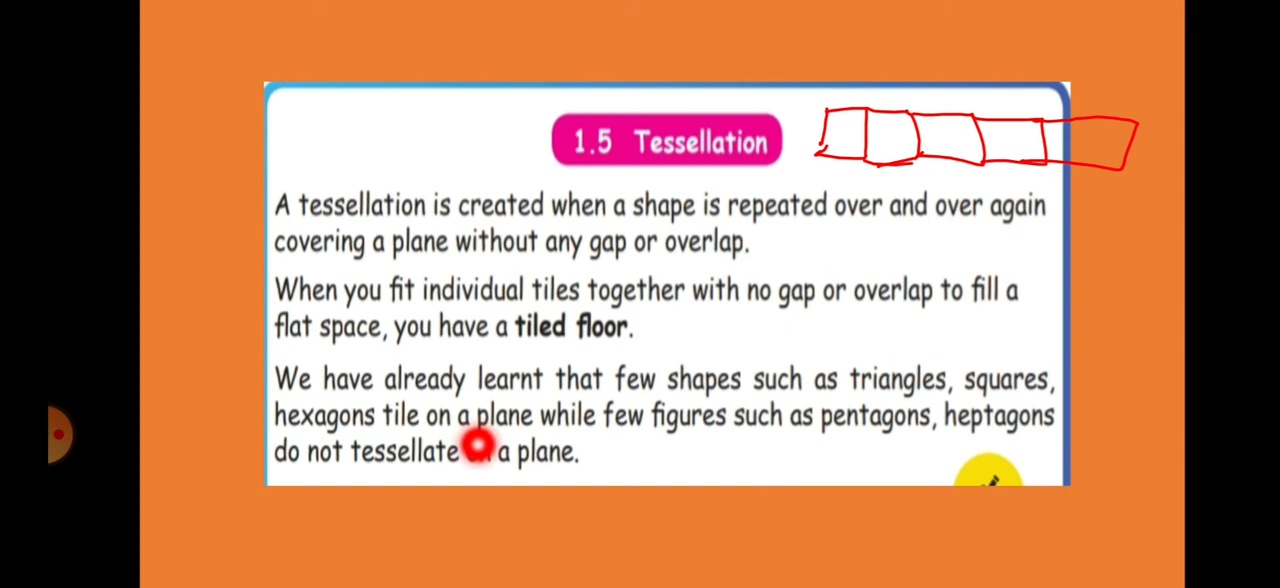 1.5 Tessellation
A tessellation is created when a shape is repeated over and over again
covering a plane without any gap or overlap.
When you fit individual tiles together with no gap or overlap to fill a
flat space, you have a tiled floor.
We have already learnt that few shapes such as triangles, squares,
hexagons tile on a plane while few figures such as pentagons, heptagons
do not tessellate on a plane.